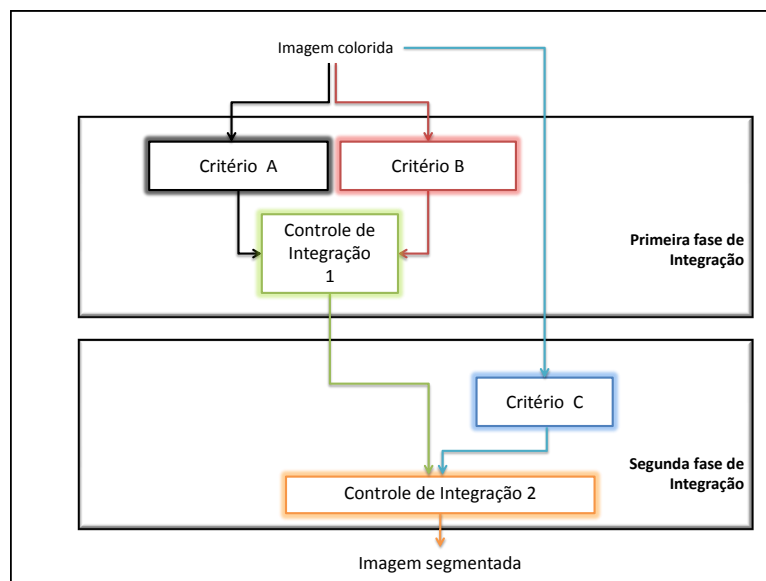 Imagem colorida
Critério A
Critério B
Controle de
Integração
1
Primeira fase de
Integração
Critério C
Segunda fase de
Integração
Controle de Integração 2
Imagem segmentada